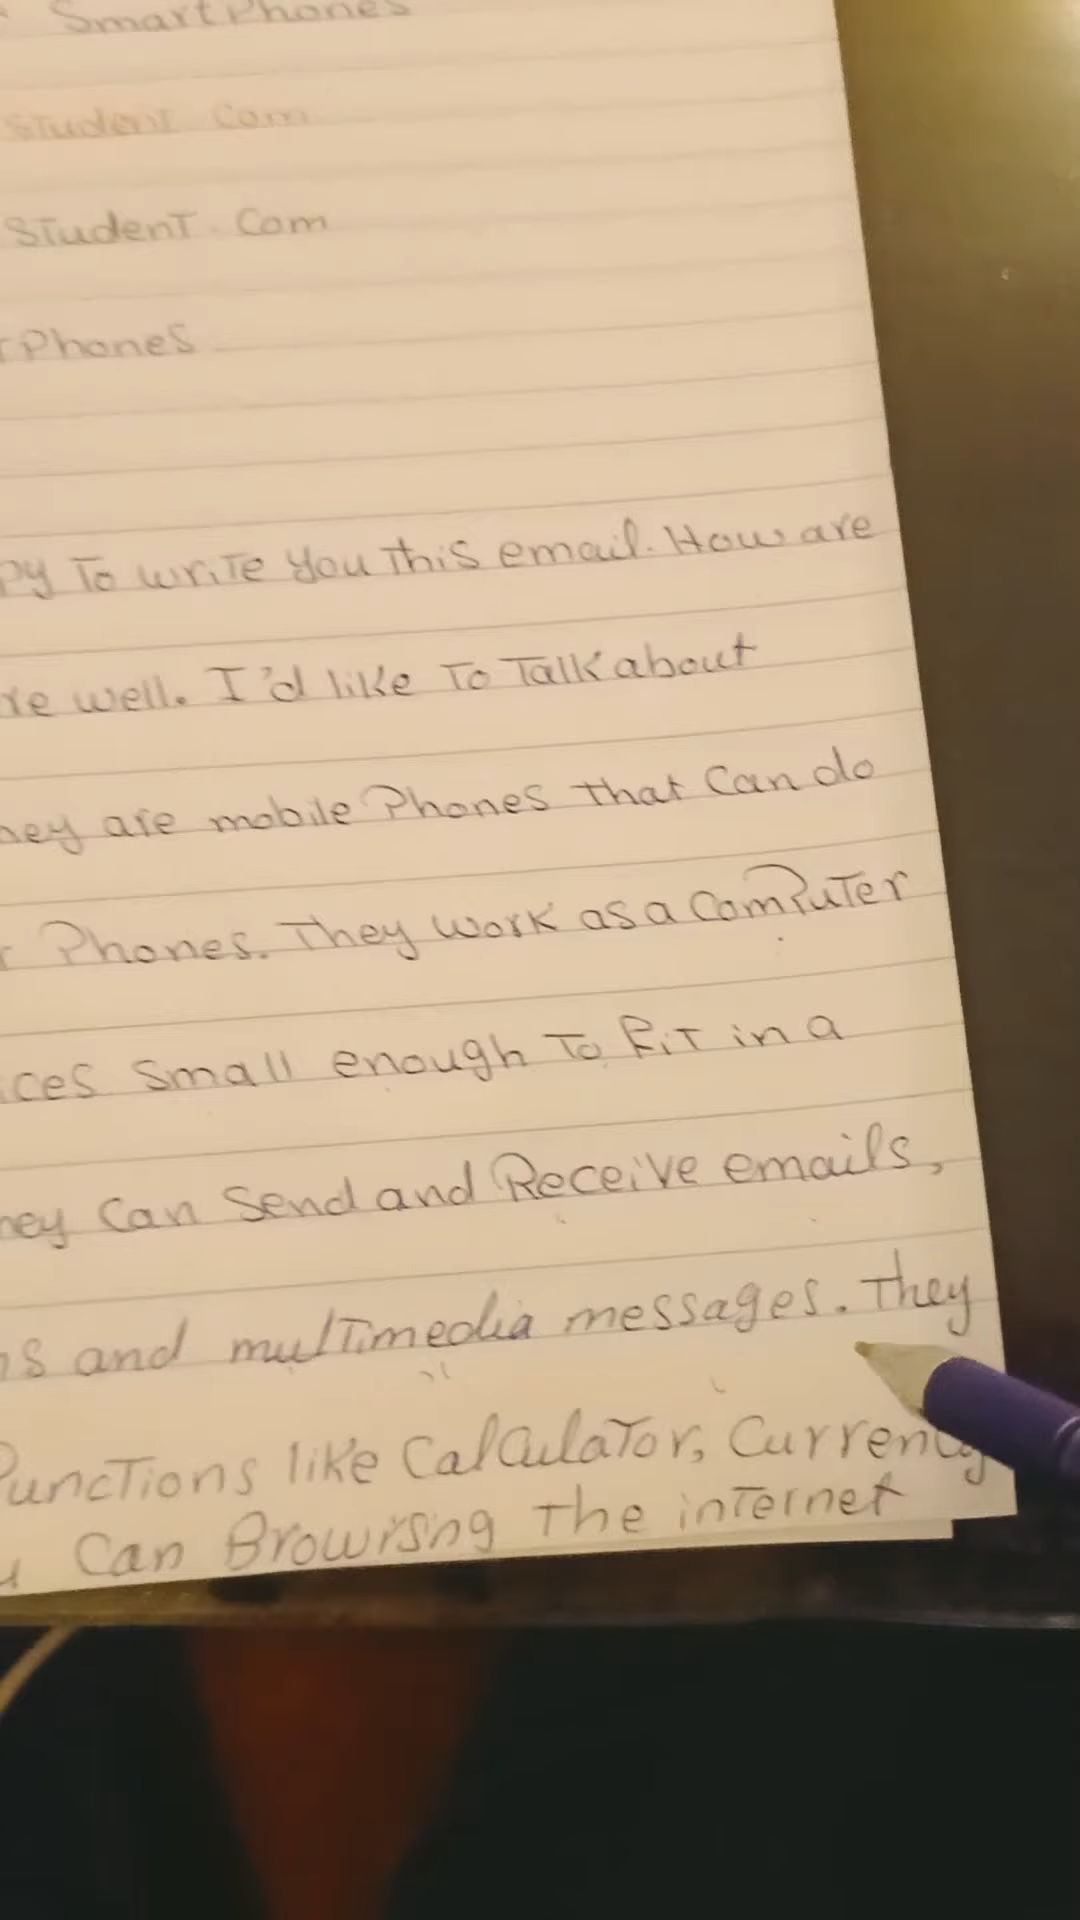 SmartPhones
STudenT Com
STudenT. Com
Phones
To wriTe You This email. How are
well. I'd like To Talk about
are mobile Phones that Can do
Phones. They work as a ComPuTer
Small enough To FiT in a
Can Send and Receive emails,
and mulTimedia messages. They
FuncTions like CalCulaTor, Currency
Can Browrsng The inTernet